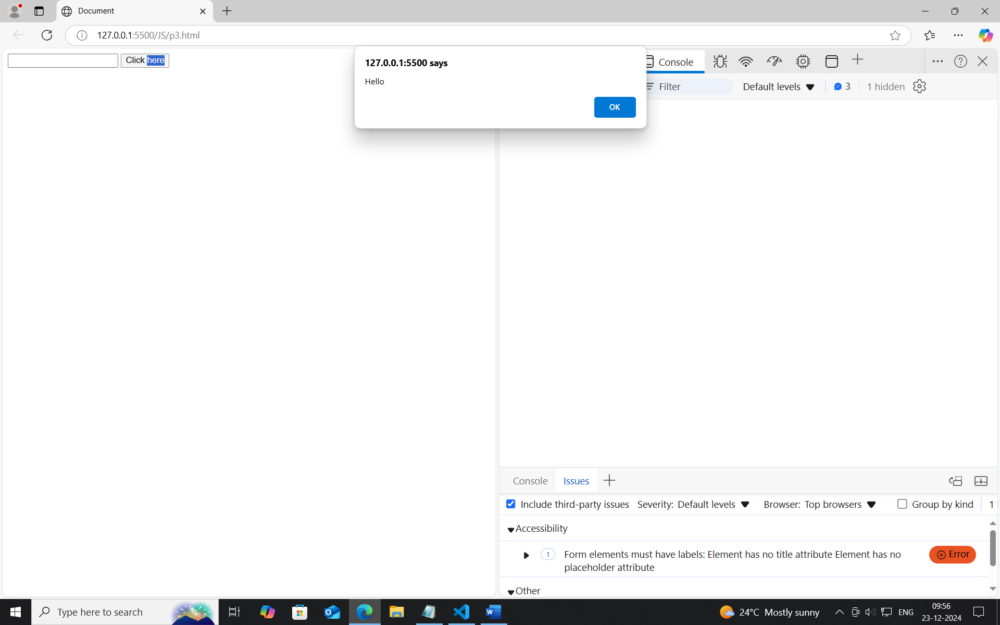 Document
127.0.0.1:5500/JS/p3.html
Click here
127.0.0.1:5500 says
Hello
OK
Console
Filter
Default levels
3
1 hidden
Console
Issues
Include third-party issues
Severity: Default levels
Browser: Top browsers
Group by kind
1
Accessibility
1
Form elements must have labels: Element has no title attribute Element has no
placeholder attribute
Error
Other
Type here to search
24°C Mostly sunny
ENG
09:56
23-12-2024